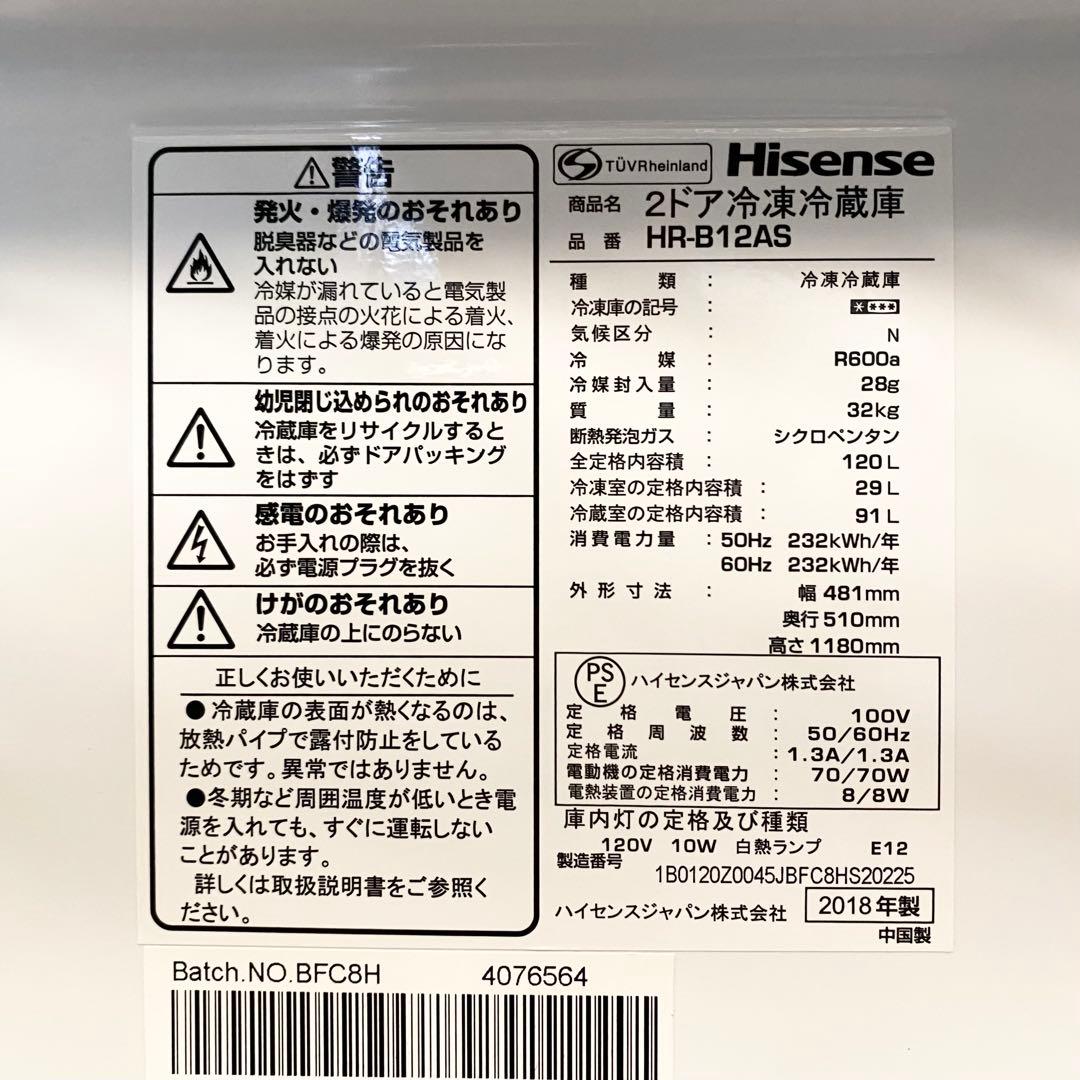 警告
発火・爆発のおそれあり
脱臭器などの電気製品を
入れない
冷媒が漏れていると電気製
品の接点の火花による着火、
着火による爆発の原因にな
ります。
幼児閉じ込められのおそれあり
冷蔵庫をリサイクルすると
きは、必ずドアパッキング
をはずす
感電のおそれあり
お手入れの際は、
必ず電源プラグを抜く
けがのおそれあり
冷蔵庫の上にのらない
正しくお使いいただくために
●冷蔵庫の表面が熱くなるのは、
放熱パイプで露付防止をしている
ためです。異常ではありません。
●冬期など周囲温度が低いとき電
源を入れても、すぐに運転しない
ことがあります。
詳しくは取扱説明書をご参照く
ださい。
TÜVRheinland Hisense
商品名 2ドア冷凍冷蔵庫
品番 HR-B12AS
種類 : 冷凍冷蔵庫
冷凍庫の記号 : ****
気候区分 : N
冷媒 : R600a
冷媒封入量 : 28g
質量 : 32kg
断熱発泡ガス : シクロペンタン
全定格内容積 : 120L
冷凍室の定格内容積 : 29L
冷蔵室の定格内容積 : 91L
消費電力量 : 50Hz 232kWh/年
60Hz 232kWh/年
外形寸法 : 幅 481mm
奥行 510mm
高さ 1180mm
PSE ハイセンスジャパン株式会社
定格電圧 : 100V
定格周波数 : 50/60Hz
定格電流 : 1.3A/1.3A
電動機の定格消費電力 : 70/70W
電熱装置の定格消費電力 : 8/8W
庫内灯の定格及び種類
120V 10W 白熱ランプ E12
製造番号
1B0120Z0045JBFC8HS20225
ハイセンスジャパン株式会社 2018年製
中国製
Batch.NO.BFC8H 4076564